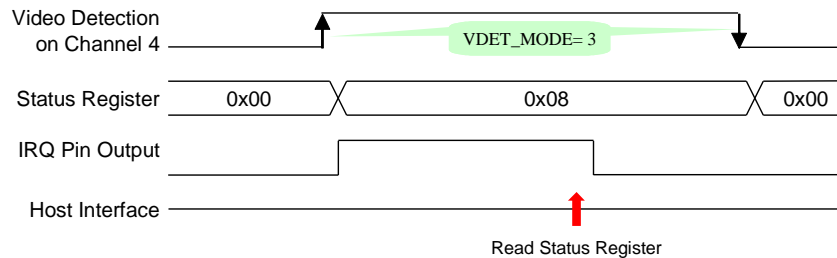 Video Detection
on Channel 4
VDET_MODE= 3
Status Register
0x00
0x08
0x00
IRQ Pin Output
Host Interface
Read Status Register